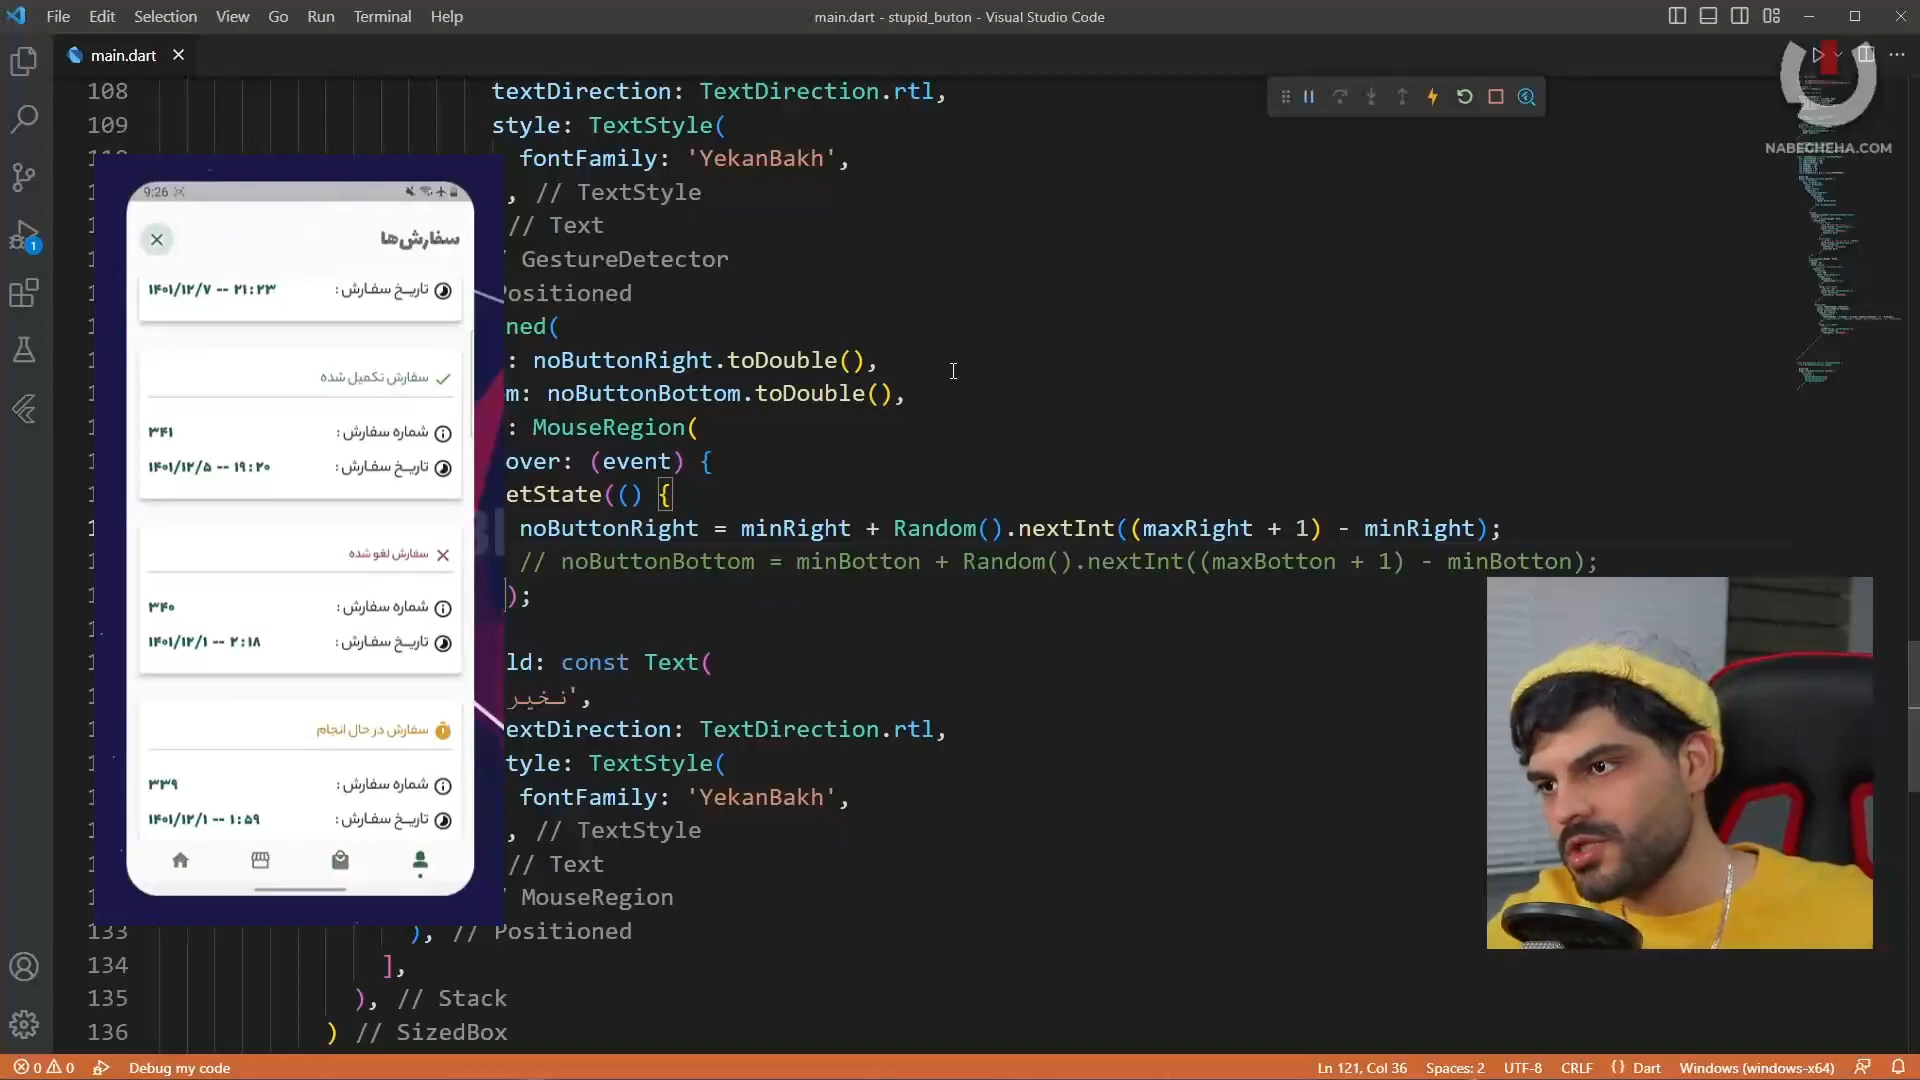 File Edit Selection View Go Run Terminal Help
main.dart - stupid_buton - Visual Studio Code
main.dart
NABEGHEHA.COM
108 textDirection: TextDirection.rtl,
109 style: TextStyle(
fontFamily: 'YekanBakh',
, // TextStyle
// Text
GestureDetector
Positioned
ned(
: noButtonRight.toDouble(),
m: noButtonBottom.toDouble(),
: MouseRegion(
over: (event) {
etState(() {
noButtonRight = minRight + Random().nextInt((maxRight + 1) - minRight);
// noButtonBottom = minBotton + Random().nextInt((maxBotton + 1) - minBotton);
);
ld: const Text(
'نخیر',
extDirection: TextDirection.rtl,
tyle: TextStyle(
fontFamily: 'YekanBakh',
, // TextStyle
// Text
MouseRegion
133 ), // Positioned
134 ],
135 ), // Stack
136 ) // SizedBox
9:26
سفارش‌ها
تاریخ سفارش : ۱۴۰۱/۱۲/۷ -- ۲۱:۲۳
سفارش تکمیل شده
شماره سفارش : ۳۴۱
تاریخ سفارش : ۱۴۰۱/۱۲/۵ -- ۱۹:۲۰
سفارش لغو شده
شماره سفارش : ۳۴۰
تاریخ سفارش : ۱۴۰۱/۱۲/۱ -- ۲:۱۸
سفارش در حال انجام
شماره سفارش : ۳۳۹
تاریخ سفارش : ۱۴۰۱/۱۲/۱ -- ۱:۵۹
1
0 0 Debug my code
Ln 121, Col 36 Spaces: 2 UTF-8 CRLF {} Dart Windows (windows-x64)